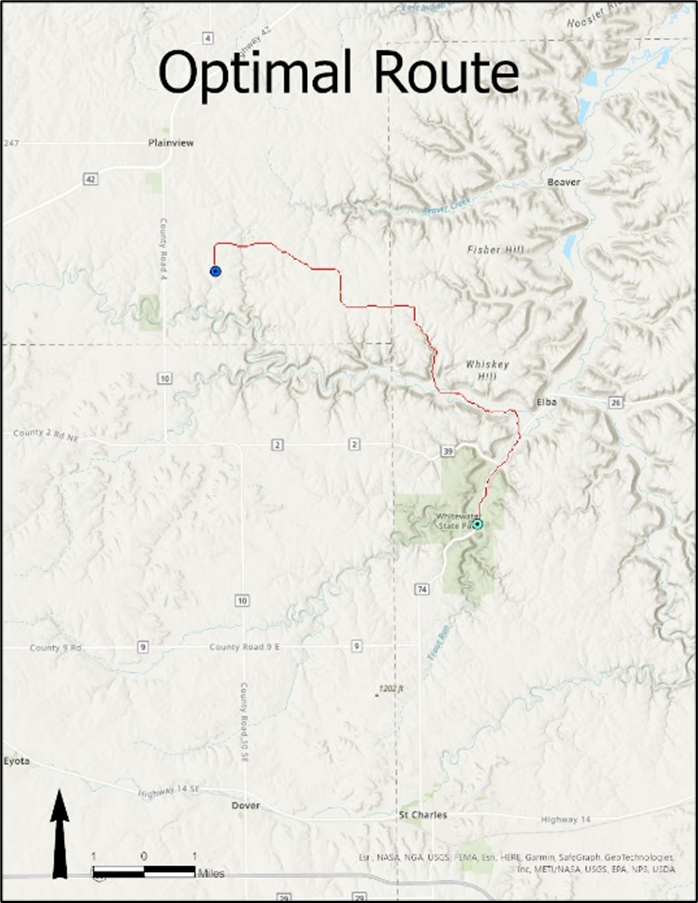 Hoosier Ri
4
Highway 42
Optimal Route
247
Plainview
42
Beaver
Beaver Creek
County Road 4
Fisher Hill
Whiskey
Hill
10
Elba
26
County 2 Rd NE
2
2
39
Whitewater
State Pa
74
10
County Road 9 E
County 9 Rd
9
9
Trout Run
1202 ft
County Road 10 SE
Eyota
Highway 14 SE
Dover
St Charles
Highway 14
1 0 1
Miles
Esri, NASA, NGA, USGS, FEMA, Esri, HERE, Garmin, SafeGraph, GeoTechnologies,
Inc, METI/NASA, USGS, EPA, NPS, USDA
29
29